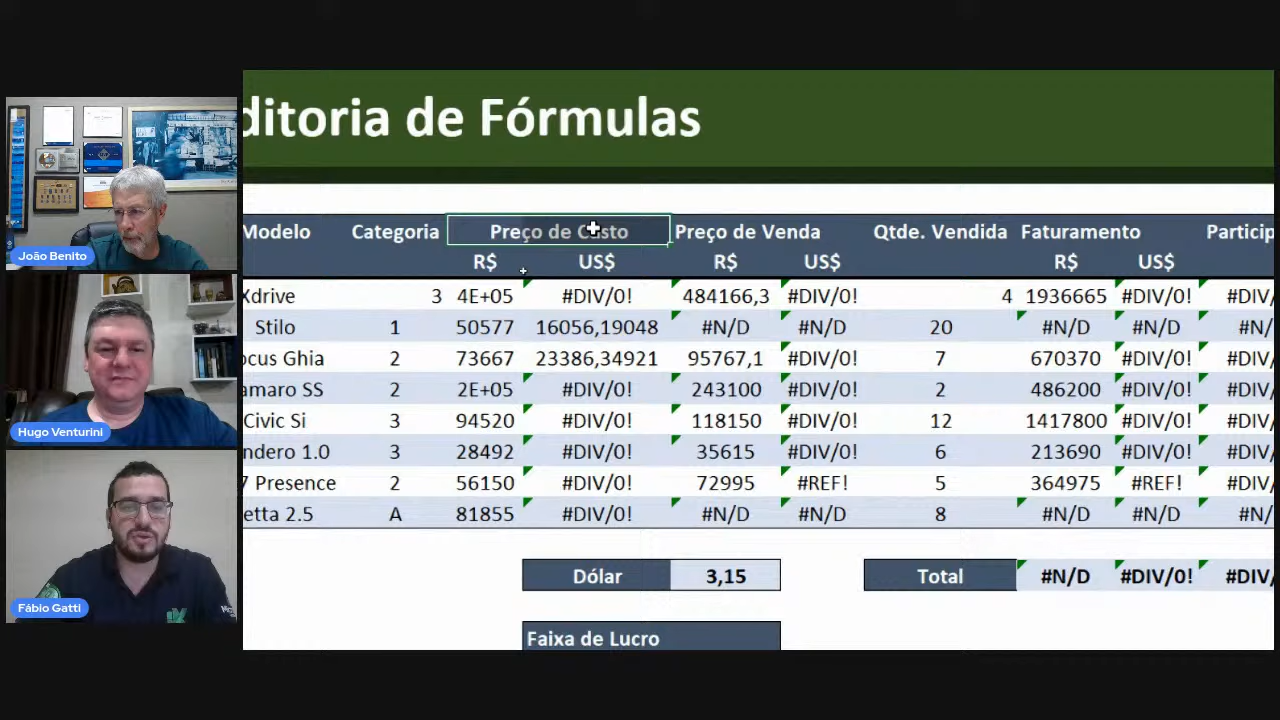 João Benito
Hugo Venturini
Fábio Gatti
ditoria de Fórmulas
Modelo Categoria Preço de Custo Preço de Venda Qtde. Vendida Faturamento Particip
R$ US$ R$ US$ R$ US$
Xdrive 3 4E+05 #DIV/0! 484166,3 #DIV/0! 4 1936665 #DIV/0! #DIV/
Stilo 1 50577 16056,19048 #N/D #N/D 20 #N/D #N/D #N/
ocus Ghia 2 73667 23386,34921 95767,1 #DIV/0! 7 670370 #DIV/0! #DIV/
amaro SS 2 2E+05 #DIV/0! 243100 #DIV/0! 2 486200 #DIV/0! #DIV/
Civic Si 3 94520 #DIV/0! 118150 #DIV/0! 12 1417800 #DIV/0! #DIV/
ndero 1.0 3 28492 #DIV/0! 35615 #DIV/0! 6 213690 #DIV/0! #DIV/
7 Presence 2 56150 #DIV/0! 72995 #REF! 5 364975 #REF! #DIV/
etta 2.5 A 81855 #DIV/0! #N/D #N/D 8 #N/D #N/D #N/
Dólar 3,15 Total #N/D #DIV/0! #DIV/
Faixa de Lucro